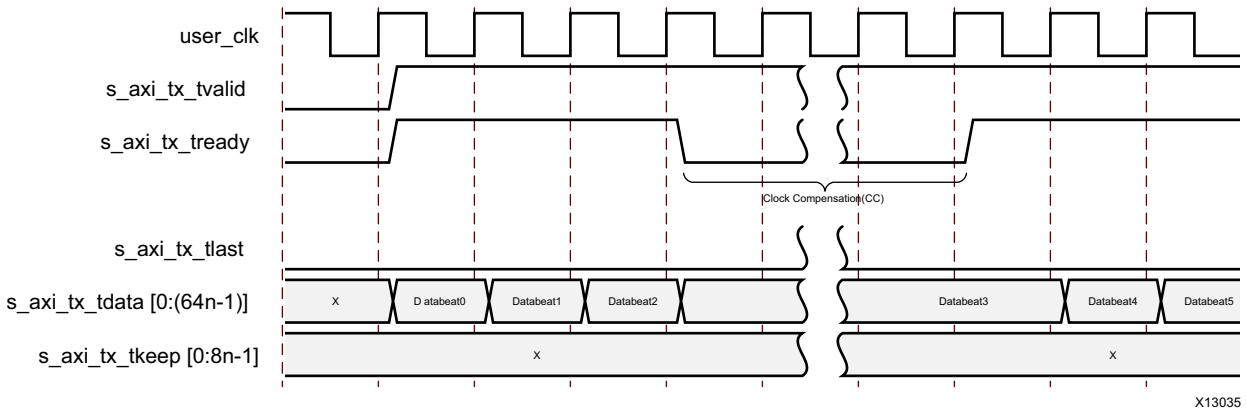 user_clk
s_axi_tx_tvalid
s_axi_tx_tready
Clock Compensation(CC)
s_axi_tx_tlast
s_axi_tx_tdata [0:(64n-1)] X D atabeat0 Databeat1 Databeat2 Databeat3 Databeat4 Databeat5
s_axi_tx_tkeep [0:8n-1] X X
X13035